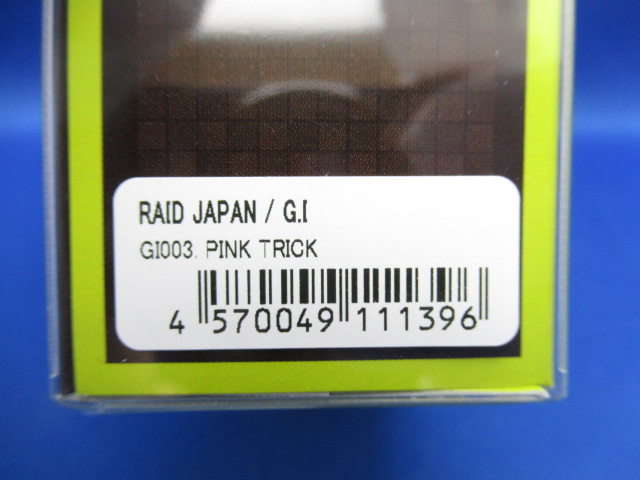 RAID JAPAN / G.I
GI003. PINK TRICK
4 570049 111396